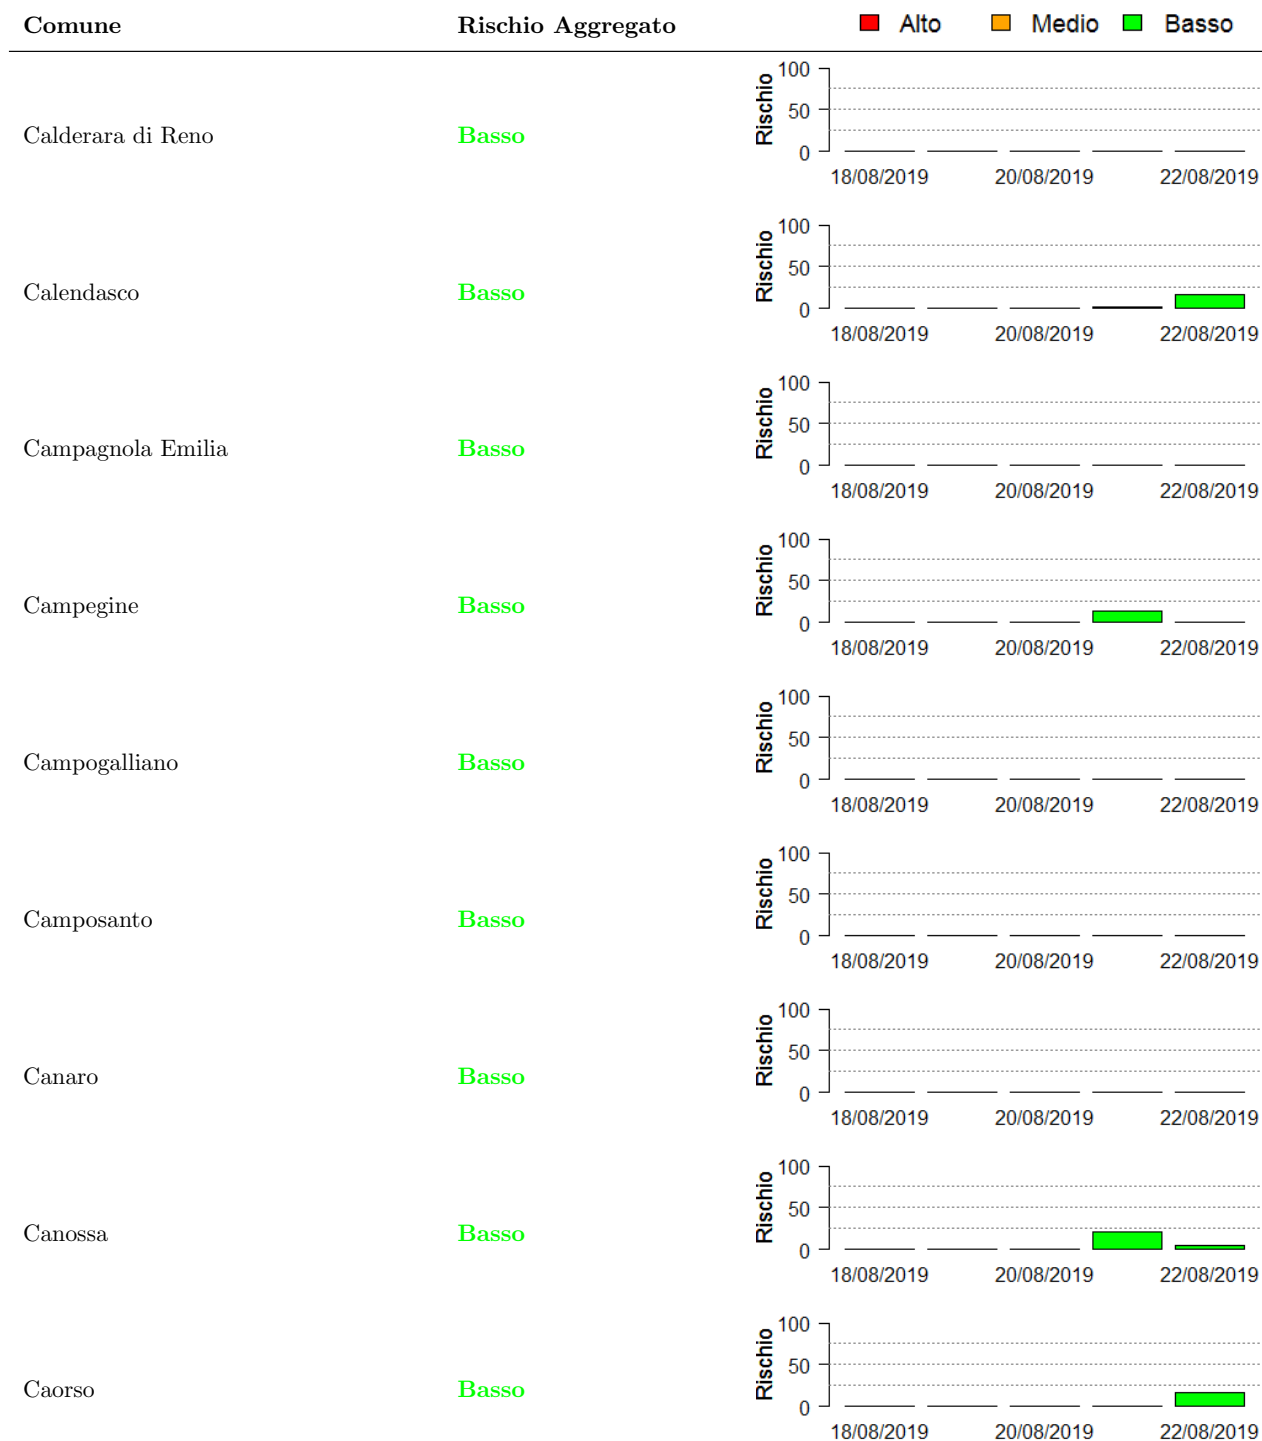 Comune Rischio Aggregato Alto Medio Basso
100
50
0
Rischio
Calderara di Reno Basso
18/08/2019 20/08/2019 22/08/2019
100
50
0
Rischio
Calendasco Basso
18/08/2019 20/08/2019 22/08/2019
100
50
0
Rischio
Campagnola Emilia Basso
18/08/2019 20/08/2019 22/08/2019
100
50
0
Rischio
Campegine Basso
18/08/2019 20/08/2019 22/08/2019
100
50
0
Rischio
Campogalliano Basso
18/08/2019 20/08/2019 22/08/2019
100
50
0
Rischio
Camposanto Basso
18/08/2019 20/08/2019 22/08/2019
100
50
0
Rischio
Canaro Basso
18/08/2019 20/08/2019 22/08/2019
100
50
0
Rischio
Canossa Basso
18/08/2019 20/08/2019 22/08/2019
100
50
0
Rischio
Caorso Basso
18/08/2019 20/08/2019 22/08/2019